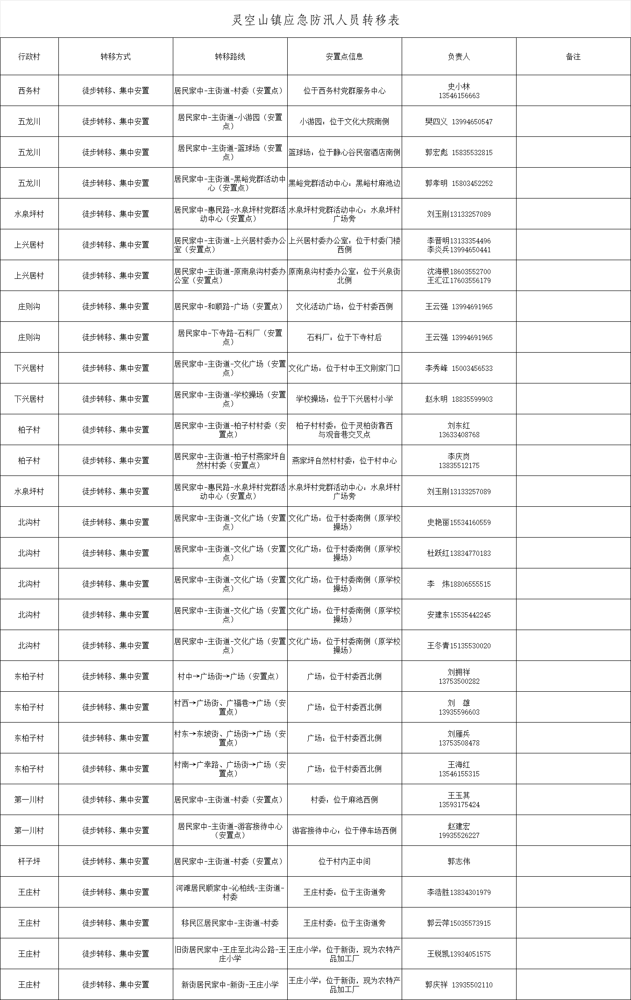 灵空山镇应急防汛人员转移表
行政村 转移方式 转移路线 安置点信息 负责人 备注
西务村 徒步转移、集中安置 居民家中-主街道-村委（安置点） 位于西务村党群服务中心 史小林
13546156663
五龙川 徒步转移、集中安置 居民家中-主街道-小游园（安置
点） 小游园：位于文化大院南侧 樊四义 13994650547
五龙川 徒步转移、集中安置 居民家中-主街道-篮球场（安置
点） 篮球场：位于静心谷民宿酒店南侧 郭宏彪 15835532815
五龙川 徒步转移、集中安置 居民家中-主街道-黑峪党群活动中
心（安置点） 黑峪党群活动中心：黑峪村麻池边 郭孝明 15803452252
水泉坪村 徒步转移、集中安置 居民家中-惠民路-水泉坪村党群活
动中心（安置点） 水泉坪村党群活动中心：水泉坪村
广场旁 刘玉刚13133257089
上兴居村 徒步转移、集中安置 居民家中-主街道-上兴居村委办公
室（安置点） 上兴居村委办公室：位于村委门楼
西侧 李晋明13133354496
李炎兵13994650441
上兴居村 徒步转移、集中安置 居民家中-主街道-原南泉沟村委办
公室（安置点） 原南泉沟村委办公室：位于兴泉街
北侧 沈海根18603552700
王汇江17603556179
庄则沟 徒步转移、集中安置 居民家中-和顺路-广场（安置点） 文化活动广场：位于村委西侧 王云强 13994691965
庄则沟 徒步转移、集中安置 居民家中-下寺路-石料厂（安置
点） 石料厂：位于下寺村后 王云强 13994691965
下兴居村 徒步转移、集中安置 居民家中-主街道-文化广场（安置
点） 文化广场：位于村中王文刚家门口 李秀峰 15003456533
下兴居村 徒步转移、集中安置 居民家中-主街道-学校操场（安置
点） 学校操场：位于下兴居村小学 赵永明 18835599903
柏子村 徒步转移、集中安置 居民家中-主街道-柏子村村委（安
置点） 柏子村村委：位于灵柏街靠西
与观音巷交叉点 刘东红
13633408768
柏子村 徒步转移、集中安置 居民家中-主街道-柏子村燕家坪自
然村村委（安置点） 燕家坪自然村村委：位于村中心 李庆岗
13835512175
水泉坪村 徒步转移、集中安置 居民家中-惠民路-水泉坪村党群活
动中心（安置点） 水泉坪村党群活动中心：水泉坪村
广场旁 刘玉刚13133257089
北沟村 徒步转移、集中安置 居民家中-主街道-文化广场（安置
点） 文化广场：位于村委南侧（原学校
操场） 史艳丽15534160559
北沟村 徒步转移、集中安置 居民家中-主街道-文化广场（安置
点） 文化广场：位于村委南侧（原学校
操场） 杜跃红13834770183
北沟村 徒步转移、集中安置 居民家中-主街道-文化广场（安置
点） 文化广场：位于村委南侧（原学校
操场） 李　炜18806555515
北沟村 徒步转移、集中安置 居民家中-主街道-文化广场（安置
点） 文化广场：位于村委南侧（原学校
操场） 安建东15535442245
北沟村 徒步转移、集中安置 居民家中-主街道-文化广场（安置
点） 文化广场：位于村委南侧（原学校
操场） 王冬青15135530020
东柏子村 徒步转移、集中安置 村中→广场街→广场（安置点） 广场：位于村委西北侧 刘拥祥
13753500282
东柏子村 徒步转移、集中安置 村西→广场街、广福巷→广场（安
置点） 广场：位于村委西北侧 刘　雄
13935596603
东柏子村 徒步转移、集中安置 村东→东坡街、广场街→广场（安
置点） 广场：位于村委西北侧 刘雁兵
13753508478
东柏子村 徒步转移、集中安置 村南→广幸路、广场街→广场（安
置点） 广场：位于村委西北侧 王海红
13546155315
第一川村 徒步转移、集中安置 居民家中-主街道-村委（安置点） 村委：位于麻池西侧 王玉其
13593175424
第一川村 徒步转移、集中安置 居民家中-主街道-游客接待中心
（安置点） 游客接待中心：位于停车场西侧 赵建宏
19935526227
杆子坪 徒步转移、集中安置 居民家中-主街道-村委（安置点） 位于村内正中间 郭志伟
王庄村 徒步转移、集中安置 河滩居民顺家中-沁柏线-主街道-
村委 王庄村委：位于主街道旁 李浩胜13834301979
王庄村 徒步转移、集中安置 移民区居民家中-主街道-村委 王庄村委：位于主街道旁 郭云萍15035573915
王庄村 徒步转移、集中安置 旧街居民家中-王庄至北沟公路-王
庄小学 王庄小学：位于新街，现为农特产
品加工厂 王锐凯13934051575
王庄村 徒步转移、集中安置 新街居民家中-新街-王庄小学 王庄小学：位于新街，现为农特产
品加工厂 郭庆祥 13935502110